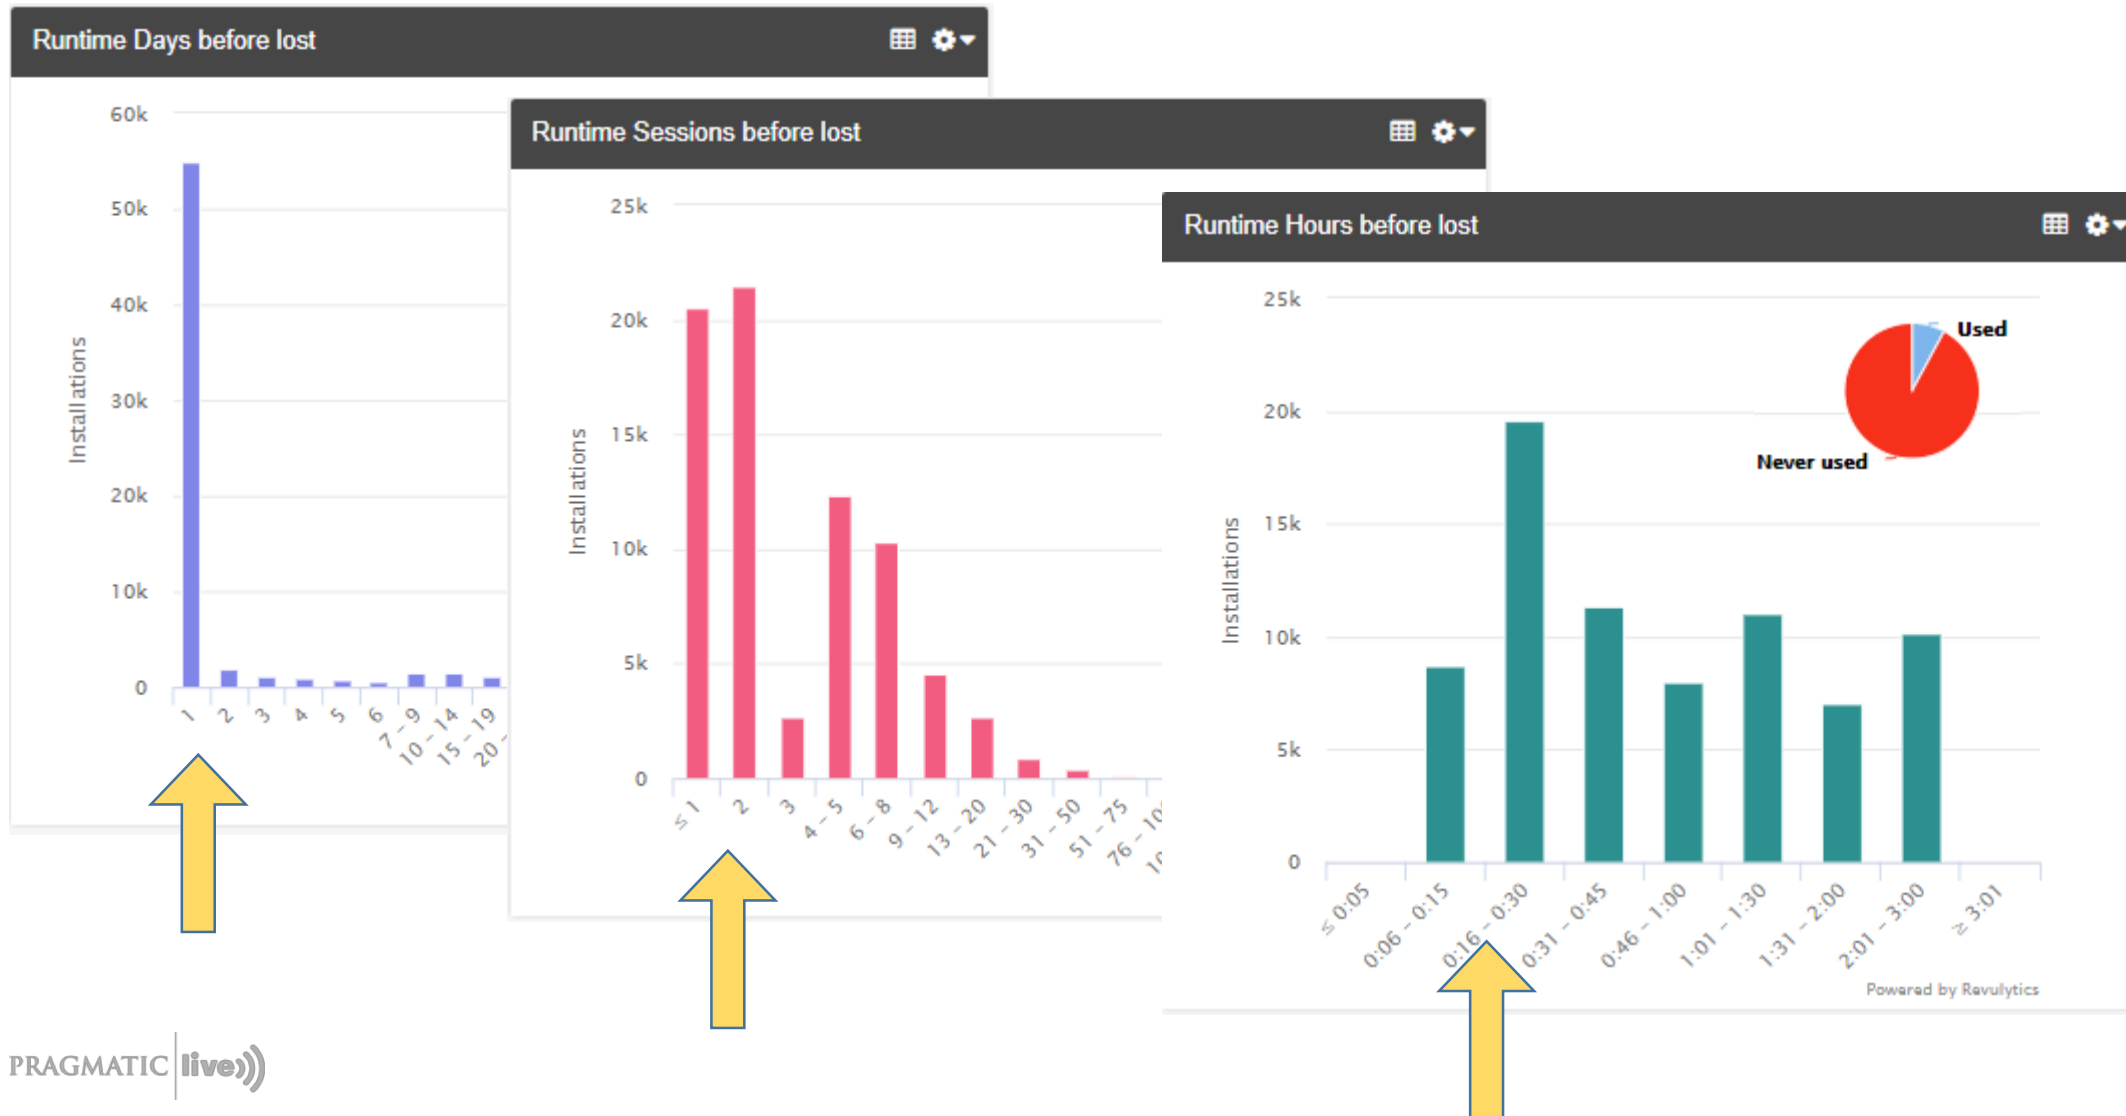 Runtime Days before lost
60k
50k
40k
30k
20k
10k
0
Installations
1
2
3
4
5
6
7 – 9
10 – 14
15 – 19
20 –
Runtime Sessions before lost
25k
20k
15k
10k
5k
0
Installations
≤ 1
2
3
4 – 5
6 – 8
9 – 12
13 – 20
21 – 30
31 – 50
51 – 75
76 – 10
10
Runtime Hours before lost
25k
20k
15k
10k
5k
0
Installations
Used
Never used
≤ 0:05
0:06 – 0:15
0:16 – 0:30
0:31 – 0:45
0:46 – 1:00
1:01 – 1:30
1:31 – 2:00
2:01 – 3:00
≥ 3:01
Powered by Revulytics
PRAGMATIC live